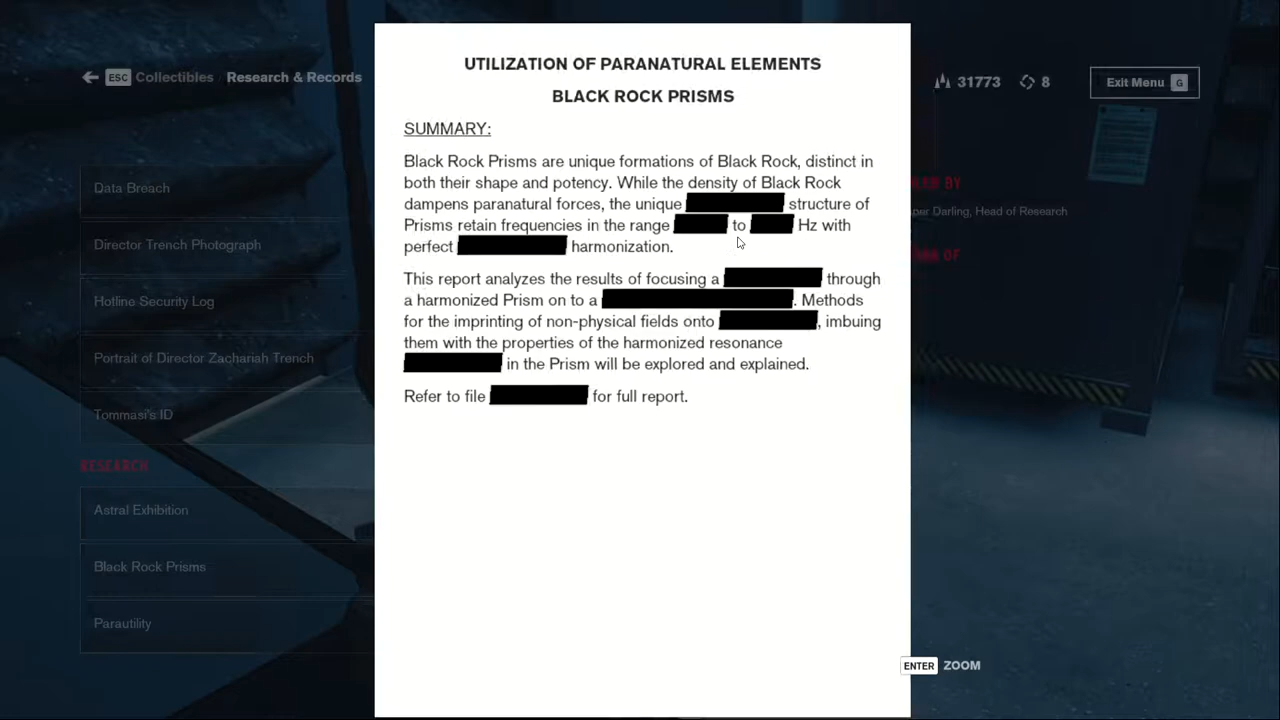 UTILIZATION OF PARANATURAL ELEMENTS
BLACK ROCK PRISMS
ESC Collectibles Research & Records
31773 8
Exit Menu G
SUMMARY:
Black Rock Prisms are unique formations of Black Rock, distinct in
both their shape and potency. While the density of Black Rock
dampens paranatural forces, the unique structure of
Prisms retain frequencies in the range to Hz with
perfect harmonization.
This report analyzes the results of focusing a through
a harmonized Prism on to a . Methods
for the imprinting of non-physical fields onto , imbuing
them with the properties of the harmonized resonance
in the Prism will be explored and explained.
Refer to file for full report.
Data Breach
Director Trench Photograph
Hotline Security Log
Portrait of Director Zachariah Trench
Tommasi's ID
RESEARCH
Astral Exhibition
Black Rock Prisms
Parautility
BY
Darling, Head of Research
OF
ENTER ZOOM